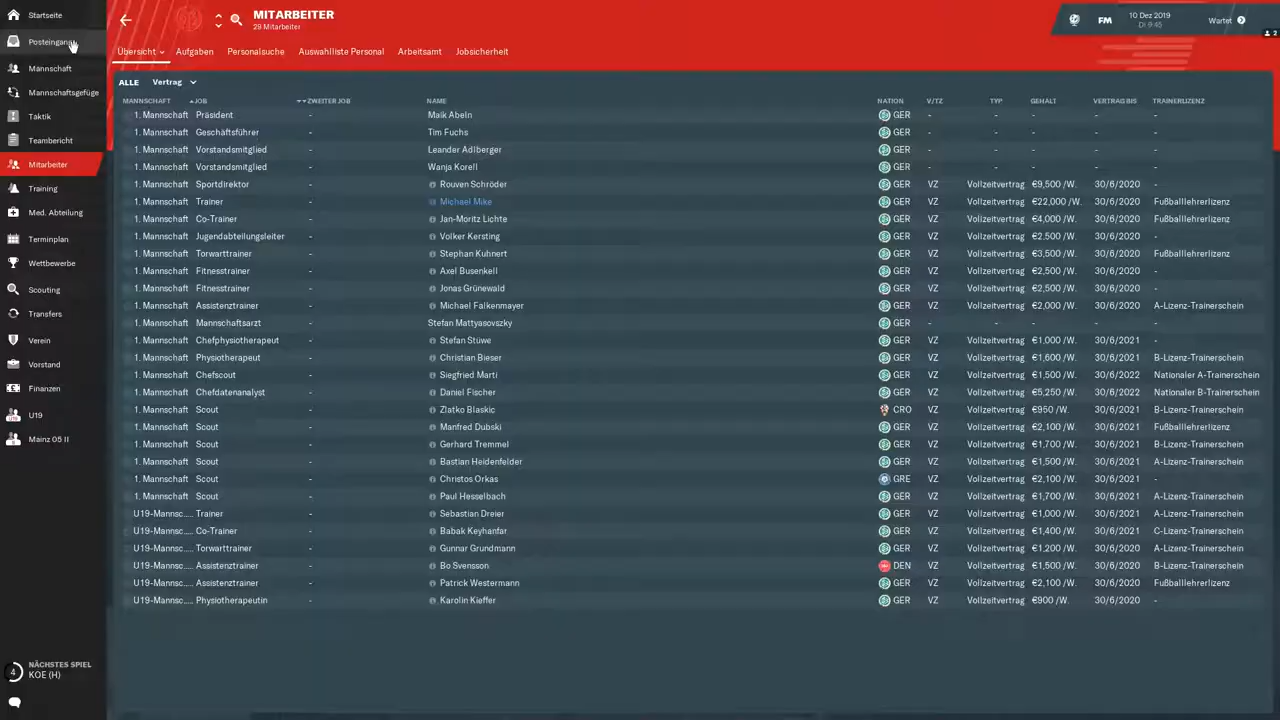 Startseite
Posteingang
Mannschaft
Mannschaftsgefüge
Taktik
Teambericht
Mitarbeiter
Training
Med. Abteilung
Terminplan
Wettbewerbe
Scouting
Transfers
Verein
Vorstand
Finanzen
U19
Mainz 05 II
4 NÄCHSTES SPIEL
KOE (H)
MITARBEITER
29 Mitarbeiter
10 Dez 2019
Di 9:45
FM
Wartet
2
Übersicht Aufgaben Personalsuche Auswahlliste Personal Arbeitsamt Jobsicherheit
ALLE Vertrag
MANNSCHAFT JOB ZWEITER JOB NAME NATION V/TZ TYP GEHALT VERTRAG BIS TRAINERLIZENZ
1. Mannschaft Präsident - Maik Abeln GER - - - - -
1. Mannschaft Geschäftsführer - Tim Fuchs GER - - - - -
1. Mannschaft Vorstandsmitglied - Leander Adlberger GER - - - - -
1. Mannschaft Vorstandsmitglied - Wanja Korell GER - - - - -
1. Mannschaft Sportdirektor - Rouven Schröder GER VZ Vollzeitvertrag €9,500 /W. 30/6/2020 -
1. Mannschaft Trainer - Michael Mike GER VZ Vollzeitvertrag €22,000 /W. 30/6/2020 Fußballlehrerlizenz
1. Mannschaft Co-Trainer - Jan-Moritz Lichte GER VZ Vollzeitvertrag €4,000 /W. 30/6/2020 Fußballlehrerlizenz
1. Mannschaft Jugendabteilungsleiter - Volker Kersting GER VZ Vollzeitvertrag €2,500 /W. 30/6/2020 -
1. Mannschaft Torwarttrainer - Stephan Kuhnert GER VZ Vollzeitvertrag €3,500 /W. 30/6/2020 Fußballlehrerlizenz
1. Mannschaft Fitnesstrainer - Axel Busenkell GER VZ Vollzeitvertrag €2,500 /W. 30/6/2020 -
1. Mannschaft Fitnesstrainer - Jonas Grünewald GER VZ Vollzeitvertrag €2,500 /W. 30/6/2020 -
1. Mannschaft Assistenztrainer - Michael Falkenmayer GER VZ Vollzeitvertrag €2,000 /W. 30/6/2020 A-Lizenz-Trainerschein
1. Mannschaft Mannschaftsarzt - Stefan Mattyasovszky GER - - - - -
1. Mannschaft Chefphysiotherapeut - Stefan Stüwe GER VZ Vollzeitvertrag €1,000 /W. 30/6/2021 -
1. Mannschaft Physiotherapeut - Christian Bieser GER VZ Vollzeitvertrag €1,600 /W. 30/6/2021 B-Lizenz-Trainerschein
1. Mannschaft Chefscout - Siegfried Marti GER VZ Vollzeitvertrag €1,500 /W. 30/6/2022 Nationaler A-Trainerschein
1. Mannschaft Chefdatenanalyst - Daniel Fischer GER VZ Vollzeitvertrag €5,250 /W. 30/6/2022 Nationaler B-Trainerschein
1. Mannschaft Scout - Zlatko Blaskic CRO VZ Vollzeitvertrag €950 /W. 30/6/2021 B-Lizenz-Trainerschein
1. Mannschaft Scout - Manfred Dubski GER VZ Vollzeitvertrag €2,100 /W. 30/6/2021 Fußballlehrerlizenz
1. Mannschaft Scout - Gerhard Tremmel GER VZ Vollzeitvertrag €1,700 /W. 30/6/2021 B-Lizenz-Trainerschein
1. Mannschaft Scout - Bastian Heidenfelder GER VZ Vollzeitvertrag €1,500 /W. 30/6/2021 A-Lizenz-Trainerschein
1. Mannschaft Scout - Christos Orkas GRE VZ Vollzeitvertrag €2,100 /W. 30/6/2021 -
1. Mannschaft Scout - Paul Hesselbach GER VZ Vollzeitvertrag €1,700 /W. 30/6/2021 A-Lizenz-Trainerschein
U19-Mannsc..... Trainer - Sebastian Dreier GER VZ Vollzeitvertrag €1,000 /W. 30/6/2021 A-Lizenz-Trainerschein
U19-Mannsc..... Co-Trainer - Babak Keyhanfar GER VZ Vollzeitvertrag €1,400 /W. 30/6/2021 C-Lizenz-Trainerschein
U19-Mannsc..... Torwarttrainer - Gunnar Grundmann GER VZ Vollzeitvertrag €1,200 /W. 30/6/2020 A-Lizenz-Trainerschein
U19-Mannsc..... Assistenztrainer - Bo Svensson DEN VZ Vollzeitvertrag €1,500 /W. 30/6/2020 B-Lizenz-Trainerschein
U19-Mannsc..... Assistenztrainer - Patrick Westermann GER VZ Vollzeitvertrag €2,100 /W. 30/6/2020 Fußballlehrerlizenz
U19-Mannsc..... Physiotherapeutin - Karolin Kieffer GER VZ Vollzeitvertrag €900 /W. 30/6/2020 -